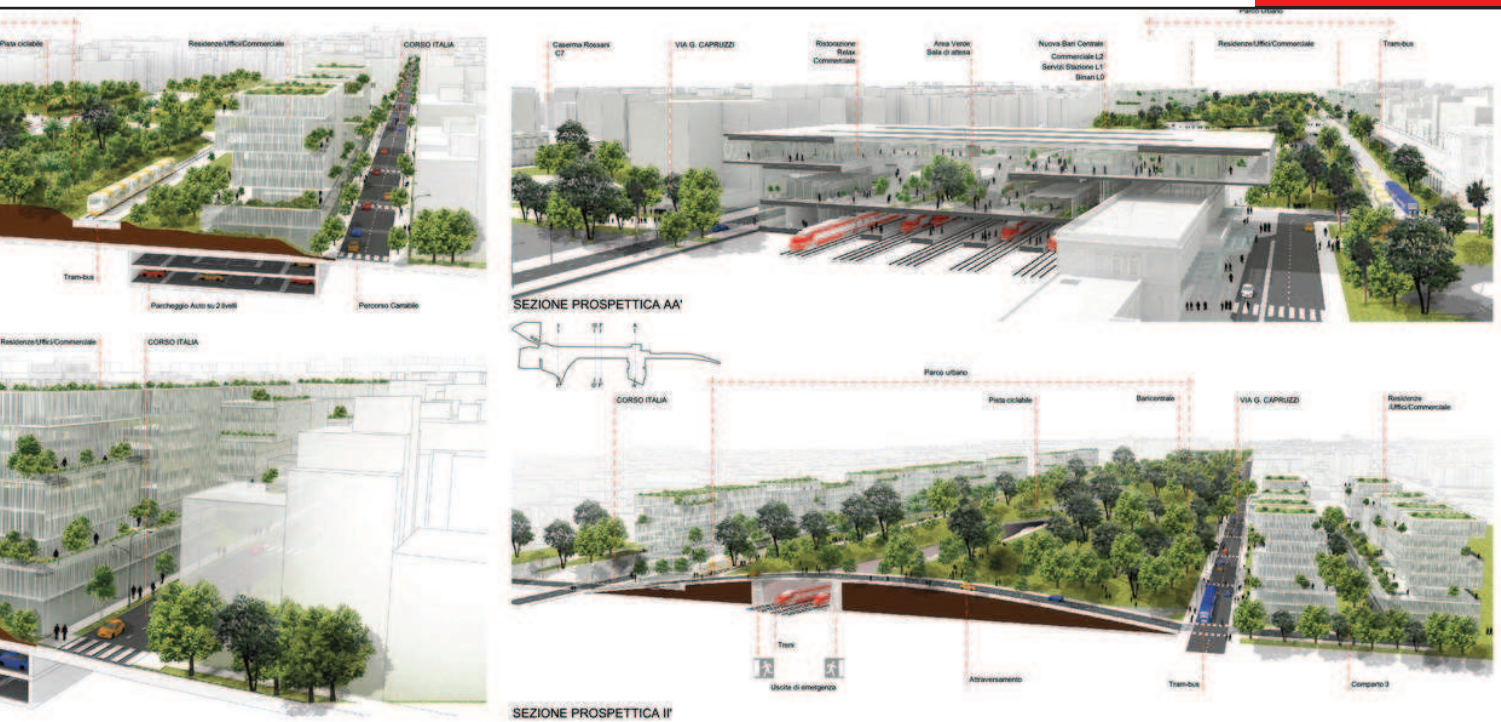 Pista ciclabile
Residenze/Uffici/Commerciale
CORSO ITALIA
Tram-bus
Parcheggio Auto su 2 livelli
Percorso Carrabile
Residenze/Uffici/Commerciale
CORSO ITALIA
Parco Urbano
Caserma Rossani
C7
VIA G. CAPRUZZI
Ristorazione
Relax
Commerciale
Area Verde
Sala di attesa
Nuova Bari Centrale
Commerciale L2
Servizi Stazione L1
Binari L0
Residenze/Uffici/Commerciale
Tram-bus
SEZIONE PROSPETTICA AA'
Parco urbano
CORSO ITALIA
Pista ciclabile
Baricentrale
VIA G. CAPRUZZI
Residenze
/Uffici/Commerciale
Treni
Uscite di emergenza
Attraversamento
Tram-bus
Comparto 3
SEZIONE PROSPETTICA II'